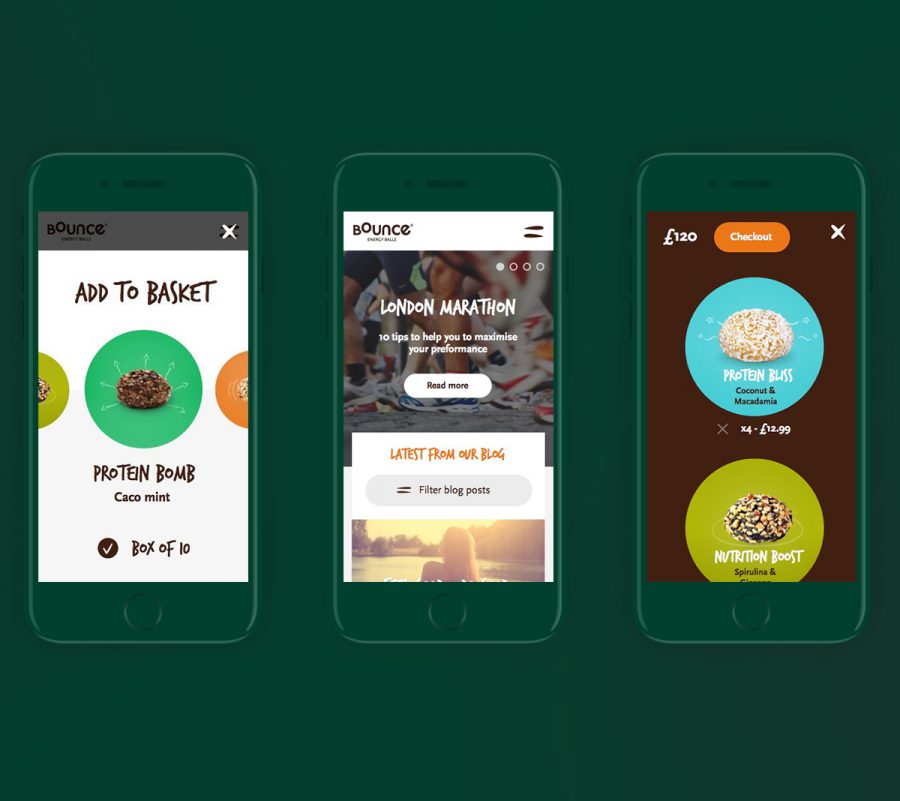 BOUNCE®
ENERGY BALLS
ADD TO BASKET
PROTEIN BOMB
Caco mint
BOX OF 10
BOUNCE®
ENERGY BALLS
LONDON MARATHON
10 tips to help you to maximise
your preformance
Read more
LATEST FROM OUR BLOG
Filter blog posts
£120
Checkout
PROTEIN BLISS
Coconut &
Macadamia
x4 - £12.99
NUTRITION BOOST
Spirulina &